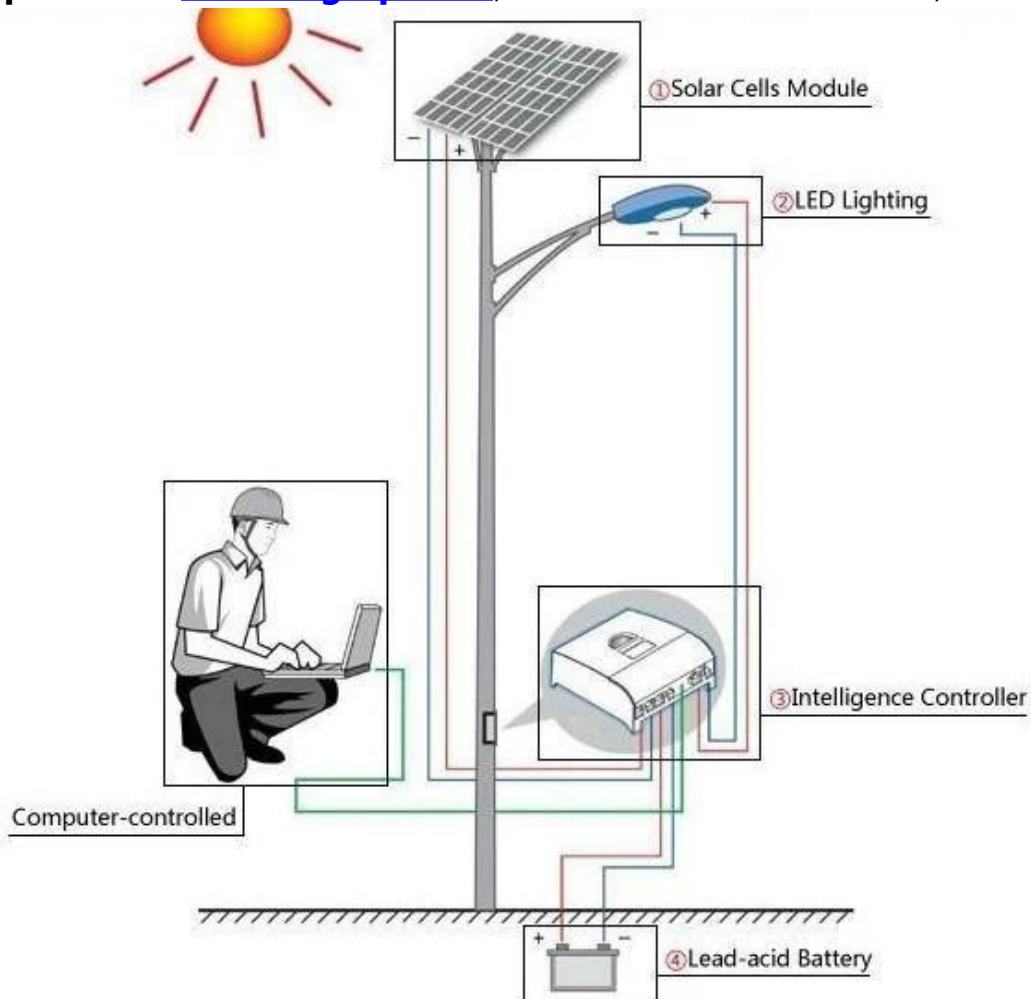 ①Solar Cells Module
− +
②LED Lighting
+
−
③Intelligence Controller
Computer-controlled
+ −
④Lead-acid Battery